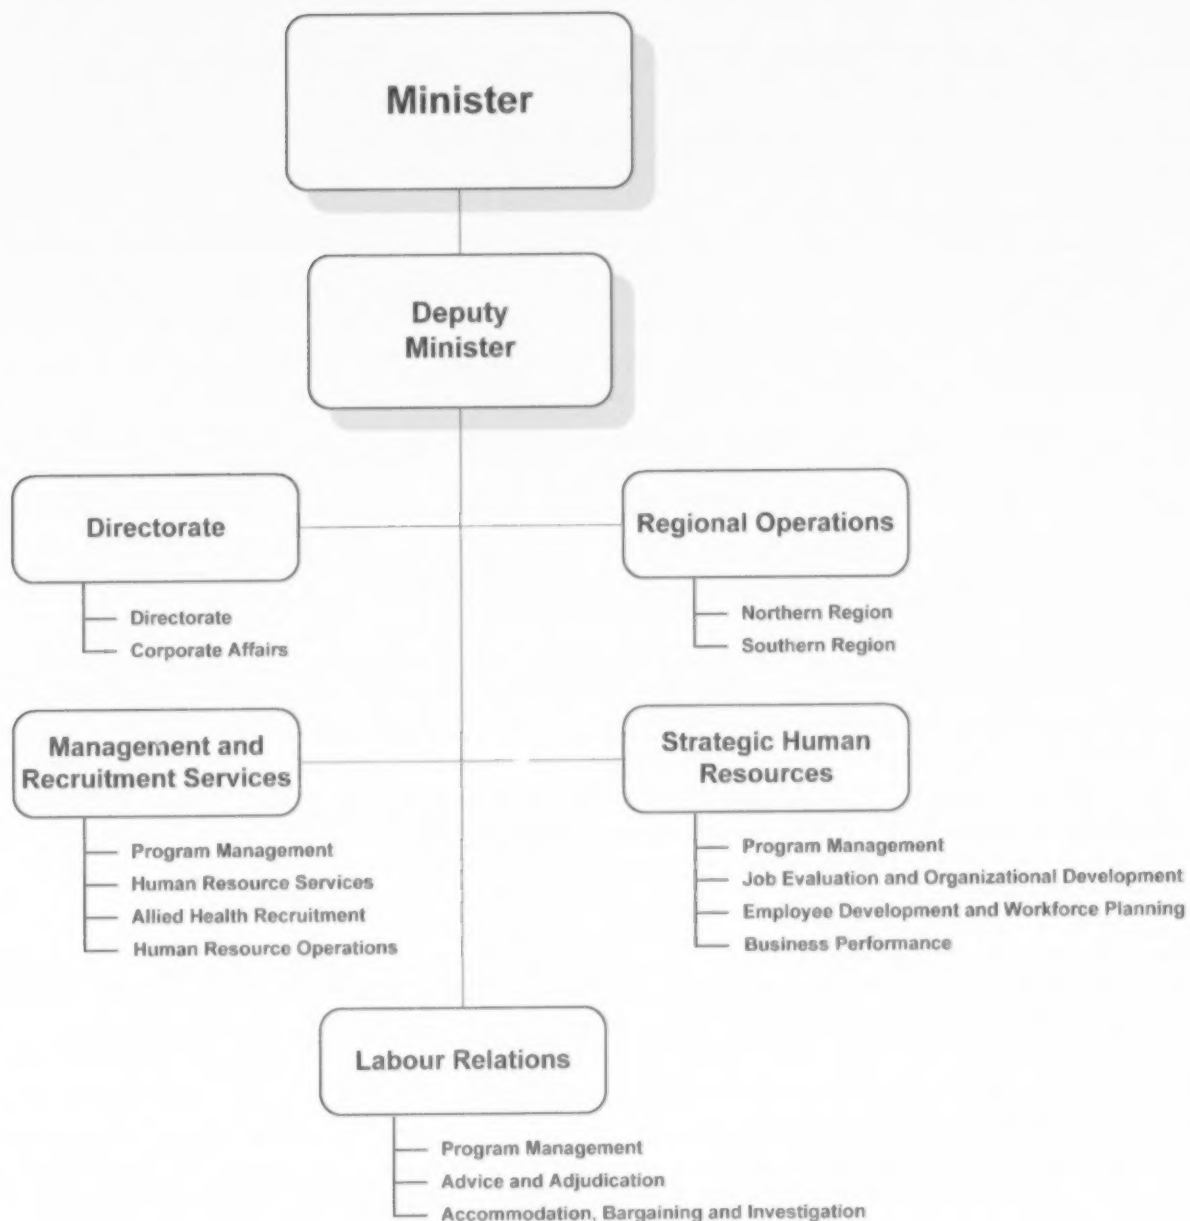 Minister
Deputy
Minister
Directorate
Directorate
Corporate Affairs
Regional Operations
Northern Region
Southern Region
Management and
Recruitment Services
Program Management
Human Resource Services
Allied Health Recruitment
Human Resource Operations
Strategic Human
Resources
Program Management
Job Evaluation and Organizational Development
Employee Development and Workforce Planning
Business Performance
Labour Relations
Program Management
Advice and Adjudication
Accommodation, Bargaining and Investigation